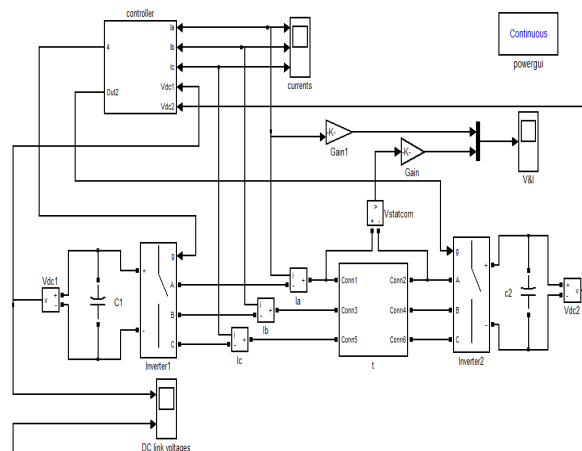 controller
4
Out2
Ia
Ib
Ic
Vdc1
Vdc2
currents
Continuous
powergui
-K-
Gain1
-K-
Gain
V&I
Vstatcom
+ -
Vdc1
v
+
-
C1
+
-
g
A
B
C
Inverter1
i
+
-
Ia
i
+
-
Ib
i
+
-
Ic
Conn1
Conn2
Conn3
Conn4
Conn5
Conn6
t
g
A
B
C
+
-
Inverter2
c2
+
-
v
Vdc2
DC link voltages